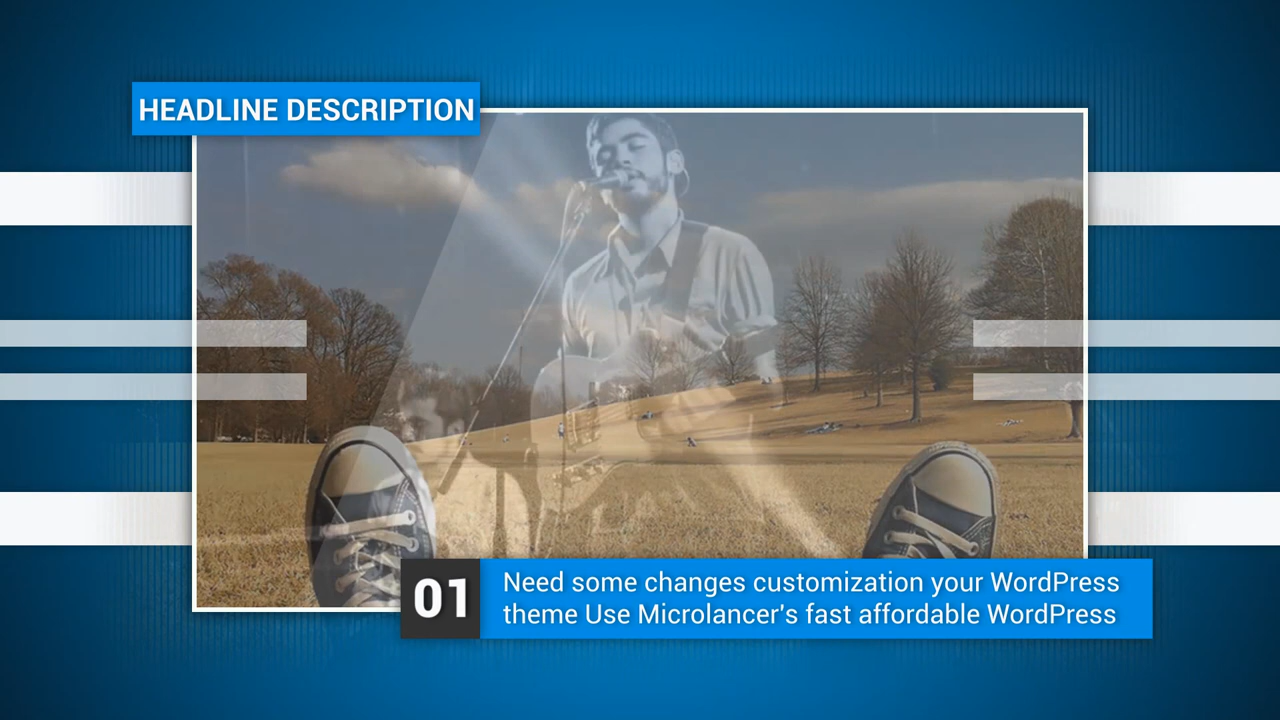 HEADLINE DESCRIPTION
01
Need some changes customization your WordPress
theme Use Microlancer's fast affordable WordPress